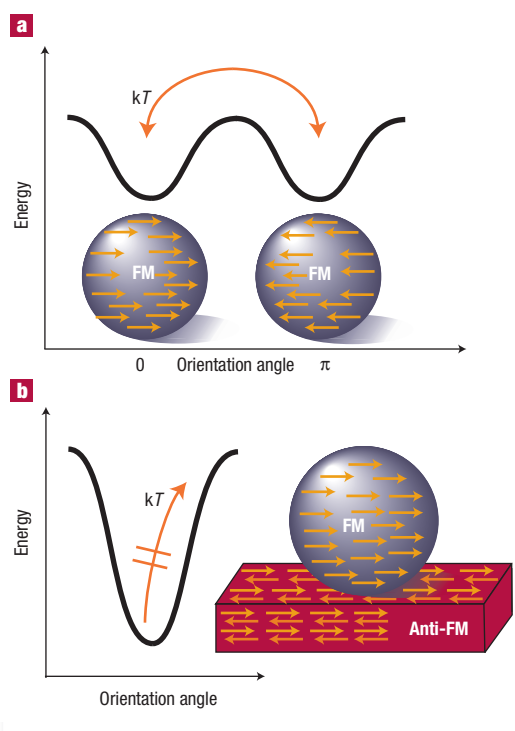 a
kT
Energy
FM
FM
0 Orientation angle π
b
kT
Energy
FM
Anti-FM
Orientation angle